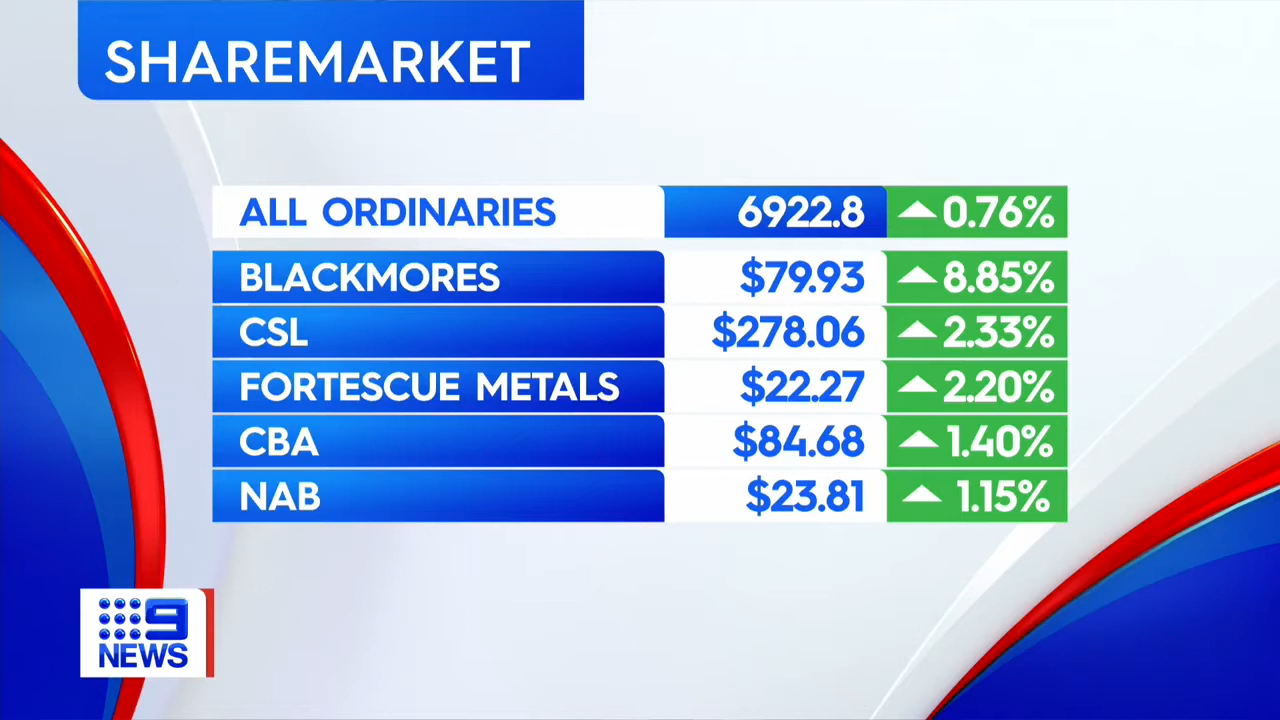 SHAREMARKET
ALL ORDINARIES 6922.8 0.76%
BLACKMORES $79.93 8.85%
CSL $278.06 2.33%
FORTESCUE METALS $22.27 2.20%
CBA $84.68 1.40%
NAB $23.81 1.15%
9
NEWS